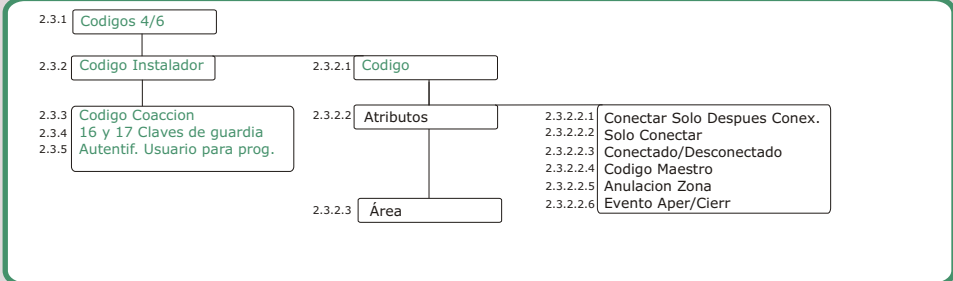 2.3.1 Codigos 4/6
2.3.2 Codigo Instalador
2.3.2.1 Codigo
2.3.3 Codigo Coaccion
2.3.4 16 y 17 Claves de guardia
2.3.5 Autentif. Usuario para prog.
2.3.2.2 Atributos
2.3.2.2.1 Conectar Solo Despues Conex.
2.3.2.2.2 Solo Conectar
2.3.2.2.3 Conectado/Desconectado
2.3.2.2.4 Codigo Maestro
2.3.2.2.5 Anulacion Zona
2.3.2.2.6 Evento Aper/Cierr
2.3.2.3 Área